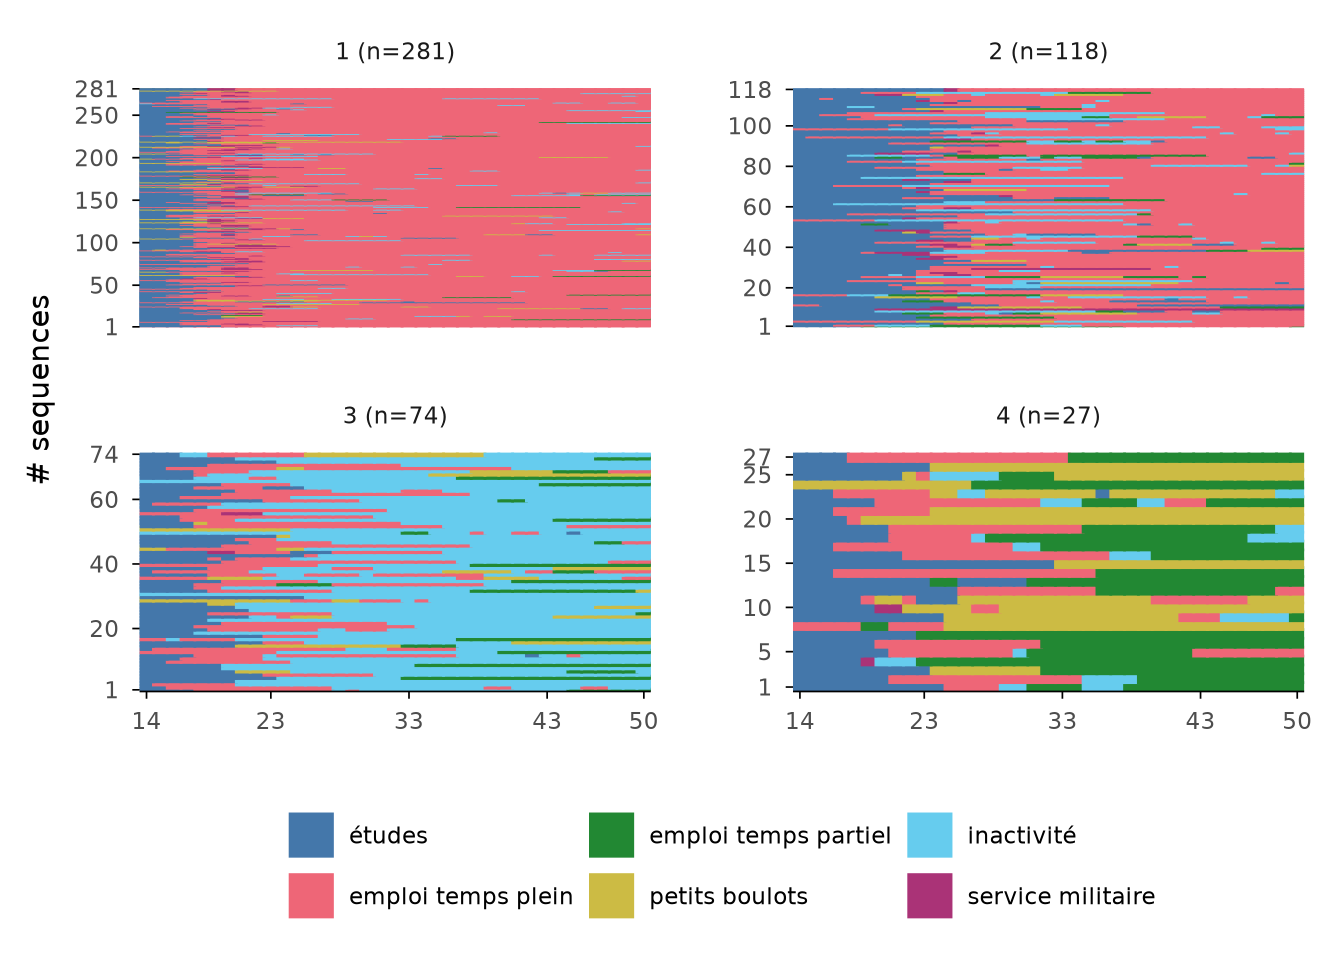 1 (n=281)
2 (n=118)
281
250
200
150
100
50
1
118
100
80
60
40
20
1
# sequences
3 (n=74)
4 (n=27)
74
60
40
20
1
27
25
20
15
10
5
1
14 23 33 43 50
14 23 33 43 50
études
emploi temps partiel
inactivité
emploi temps plein
petits boulots
service militaire